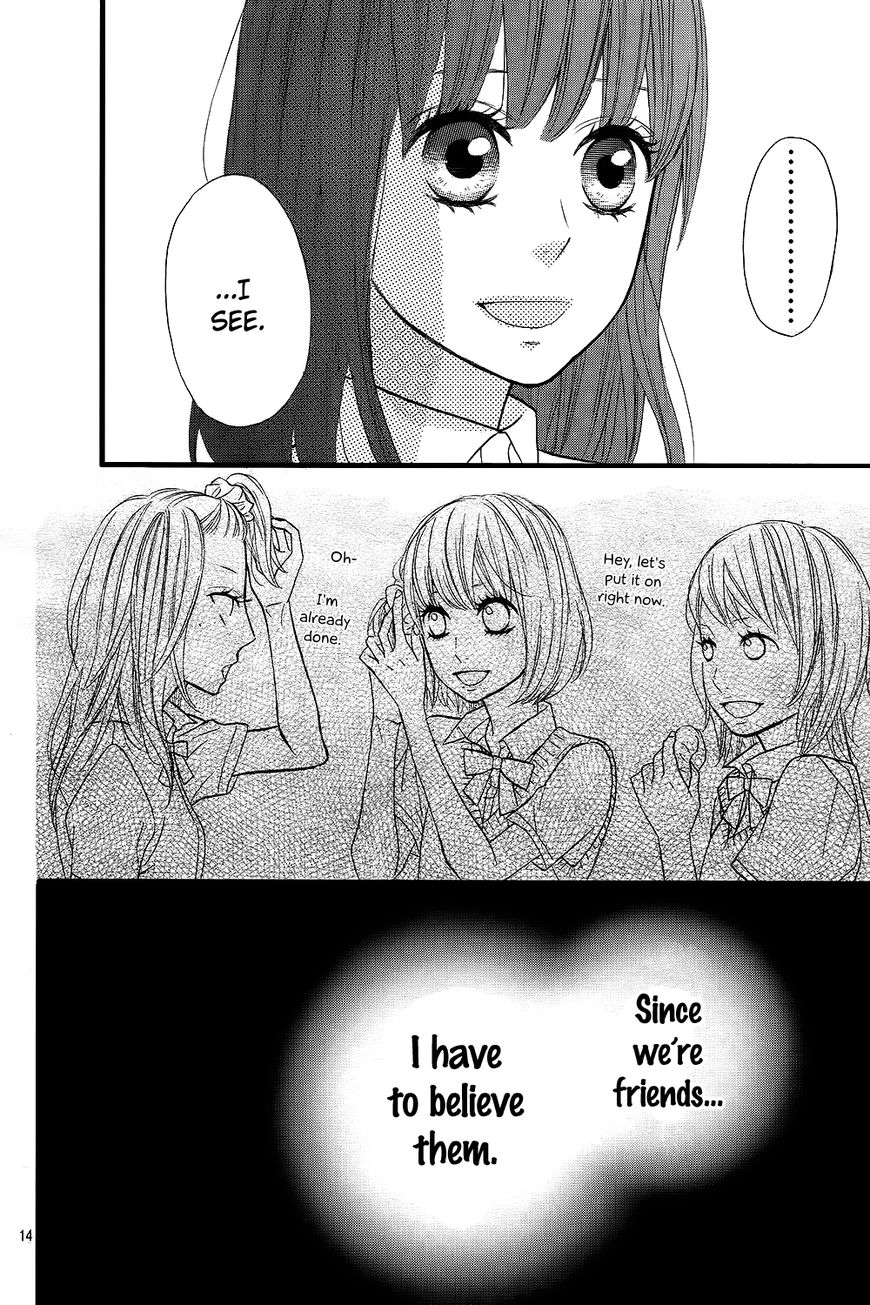 ............
...I
SEE.
Hey, let's
put it on
right now.
Oh-
I'm
already
done.
Since
we're
friends...
I have
to believe
them.
14